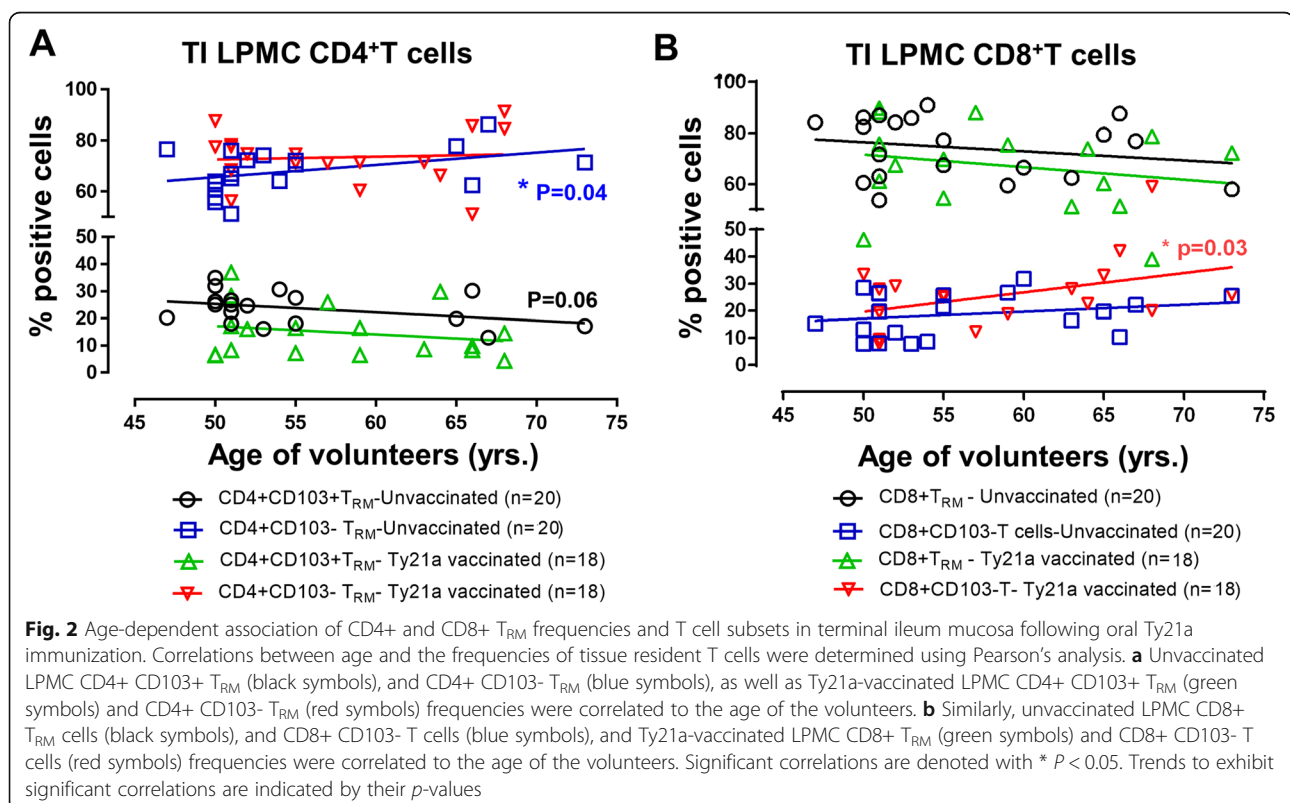 A
TI LPMC CD4+T cells
% positive cells
100
80
60
50
40
30
20
10
0
* P=0.04
P=0.06
45 50 55 60 65 70 75
Age of volunteers (yrs.)
CD4+CD103+TRM-Unvaccinated (n=20)
CD4+CD103- TRM-Unvaccinated (n=20)
CD4+CD103+TRM- Ty21a vaccinated (n=18)
CD4+CD103- TRM- Ty21a vaccinated (n=18)
B
TI LPMC CD8+T cells
% positive cells
100
80
60
50
40
30
20
10
0
* p=0.03
45 50 55 60 65 70 75
Age of volunteers (yrs.)
CD8+TRM - Unvaccinated (n=20)
CD8+CD103-T cells-Unvaccinated (n=20)
CD8+TRM - Ty21a vaccinated (n=18)
CD8+CD103-T- Ty21a vaccinated (n=18)
Fig. 2 Age-dependent association of CD4+ and CD8+ TRM frequencies and T cell subsets in terminal ileum mucosa following oral Ty21a
immunization. Correlations between age and the frequencies of tissue resident T cells were determined using Pearson's analysis. a Unvaccinated
LPMC CD4+ CD103+ TRM (black symbols), and CD4+ CD103- TRM (blue symbols), as well as Ty21a-vaccinated LPMC CD4+ CD103+ TRM (green
symbols) and CD4+ CD103- TRM (red symbols) frequencies were correlated to the age of the volunteers. b Similarly, unvaccinated LPMC CD8+
TRM cells (black symbols), and CD8+ CD103- T cells (blue symbols), and Ty21a-vaccinated LPMC CD8+ TRM (green symbols) and CD8+ CD103- T
cells (red symbols) frequencies were correlated to the age of the volunteers. Significant correlations are denoted with * P < 0.05. Trends to exhibit
significant correlations are indicated by their p-values